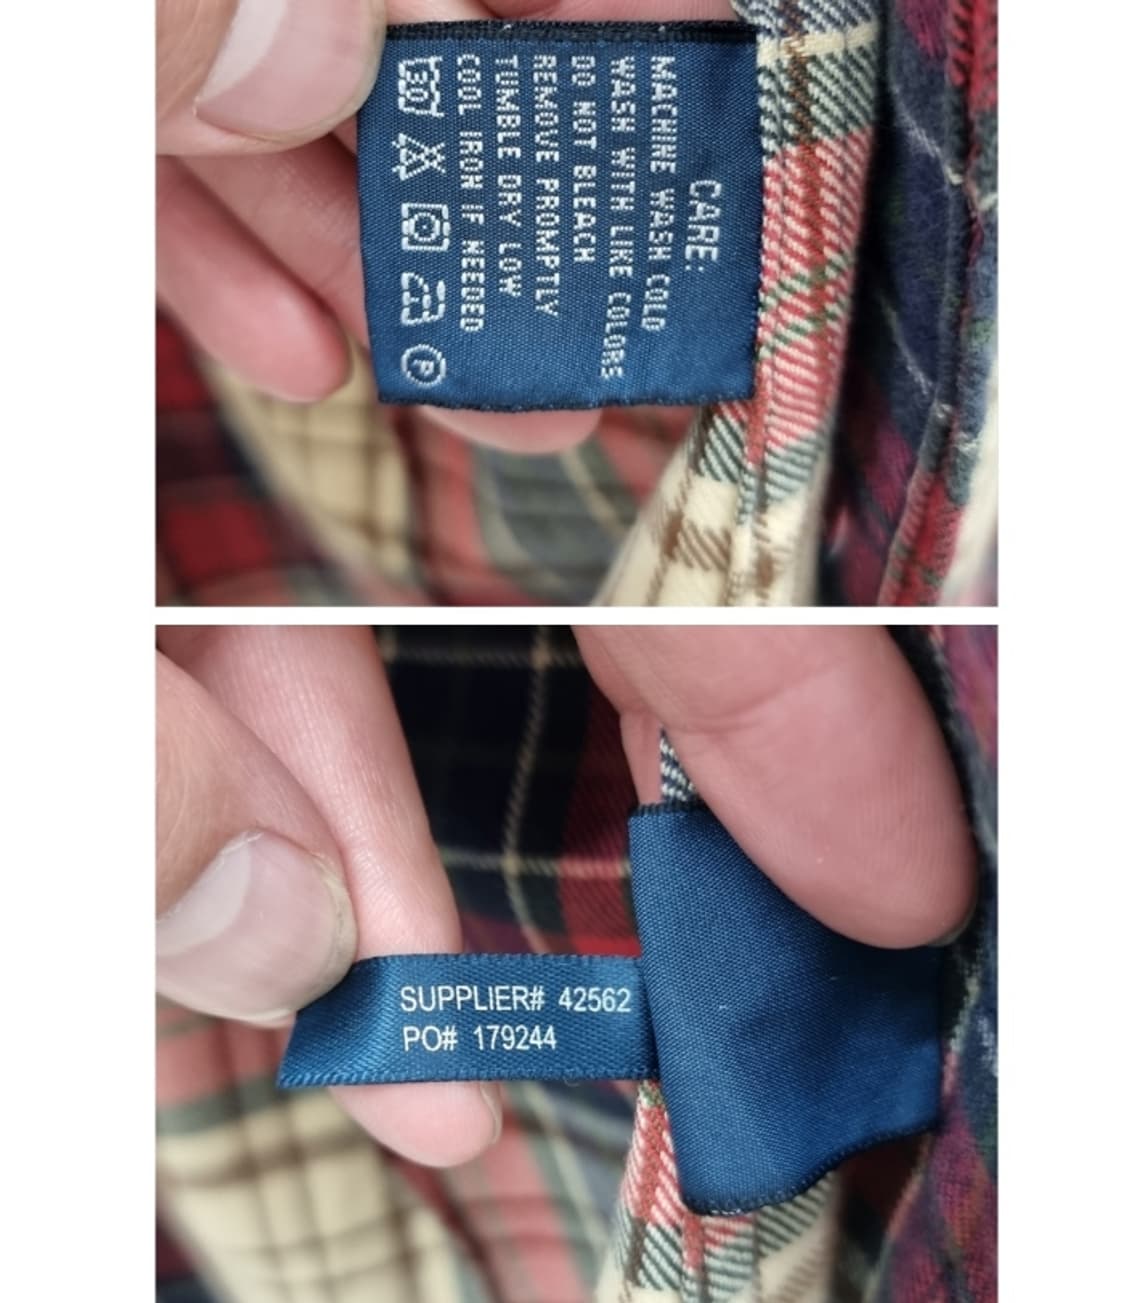 CARE:
MACHINE WASH COLD
WASH WITH LIKE COLORS
DO NOT BLEACH
REMOVE PROMPTLY
TUMBLE DRY LOW
COOL IRON IF NEEDED
30 P
SUPPLIER# 42562
PO# 179244